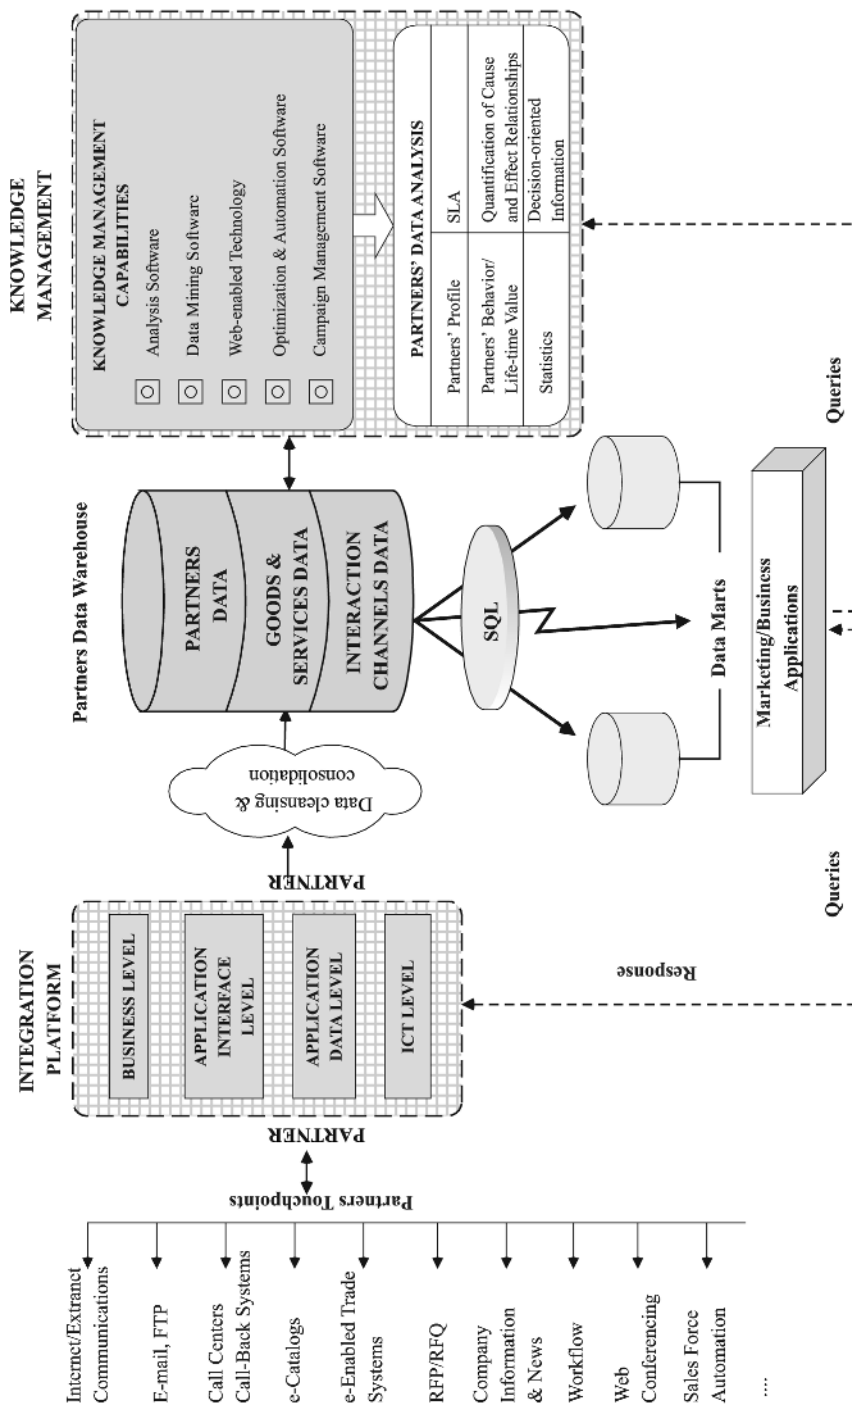 Internet/Extranct
Communications
E-mail, FTP
Call Centers
Call-Back Systems
e-Catalogs
e-Enabled Trade
Systems
RFP/RFQ
Company
Information
& News
Workflow
Web
Conferencing
Sales Force
Automation
....
Partners Touchpoints
PARTNER
INTEGRATION
PLATFORM
BUSINESS LEVEL
APPLICATION
INTERFACE
LEVEL
APPLICATION
DATA LEVEL
ICT LEVEL
PARTNER
Response
Data cleansing &
consolidation
Partners Data Warehouse
PARTNERS
DATA
GOODS &
SERVICES DATA
INTERACTION
CHANNELS DATA
SQL
Data Marts
Marketing/Business
Applications
Queries
Queries
KNOWLEDGE
MANAGEMENT
KNOWLEDGE MANAGEMENT
CAPABILITIES
Analysis Software
Data Mining Software
Web-enabled Technology
Optimization & Automation Software
Campaign Management Software
PARTNERS' DATA ANALYSIS
Partners' Profile
SLA
Partners' Behavior/
Life-time Value
Quantification of Cause
and Effect Relationships
Statistics
Decision-oriented
Information